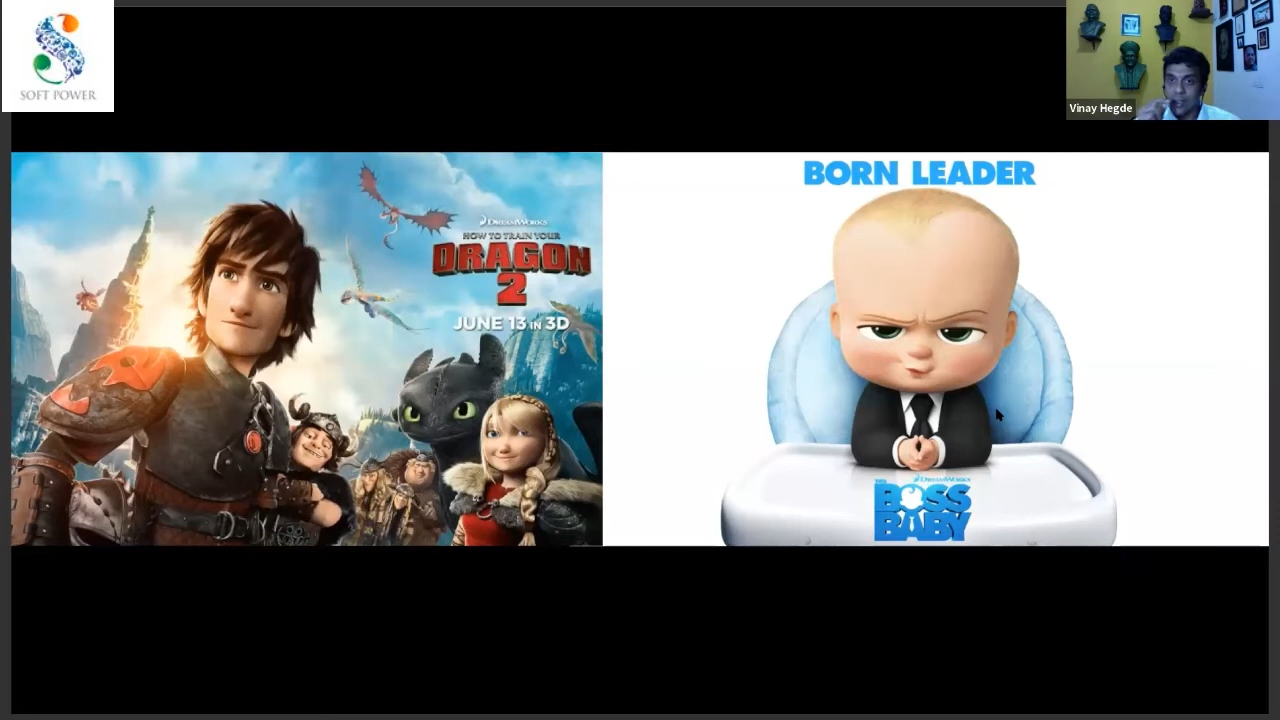 SOFT POWER
Vinay Hegde
DREAMWORKS
HOW TO TRAIN YOUR
DRAGON
2
JUNE 13 IN 3D
BORN LEADER
DREAMWORKS
THE
BOSS
BABY